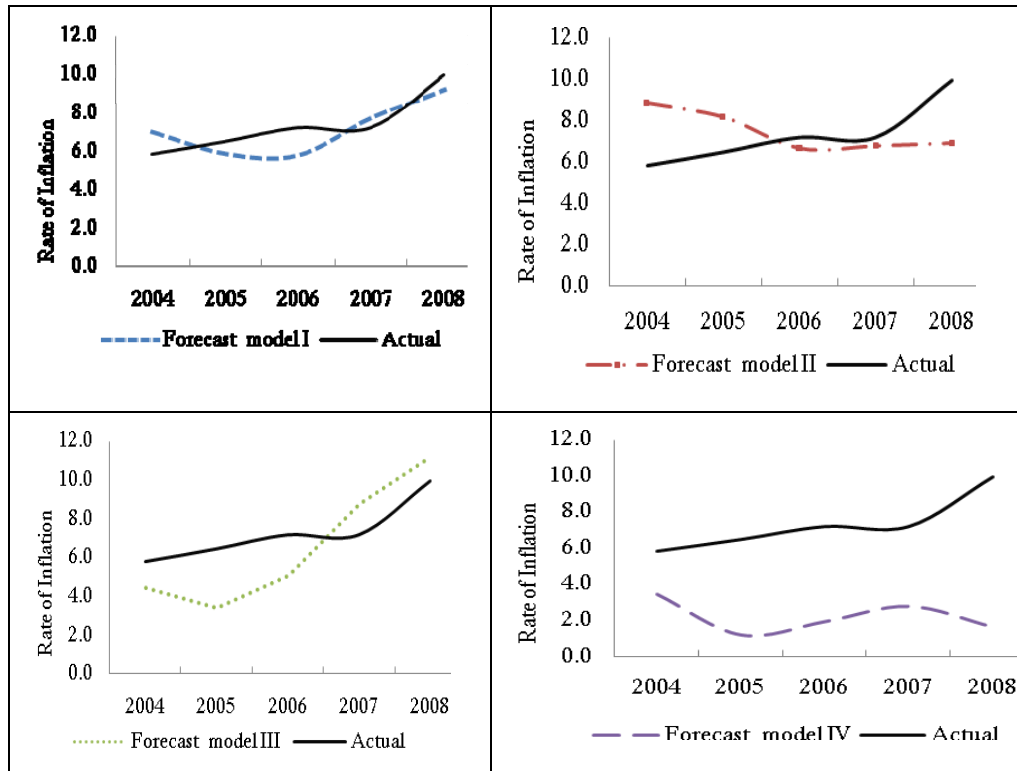 12.0
10.0
8.0
6.0
4.0
2.0
0.0
Rate of Inflation
2004 2005 2006 2007 2008
Forecast model I Actual
12.0
10.0
8.0
6.0
4.0
2.0
0.0
Rate of Inflation
2004 2005 2006 2007 2008
Forecast model II Actual
12.0
10.0
8.0
6.0
4.0
2.0
0.0
Rate of Inflation
2004 2005 2006 2007 2008
Forecast model III Actual
12.0
10.0
8.0
6.0
4.0
2.0
0.0
Rate of Inflation
2004 2005 2006 2007 2008
Forecast model IV Actual